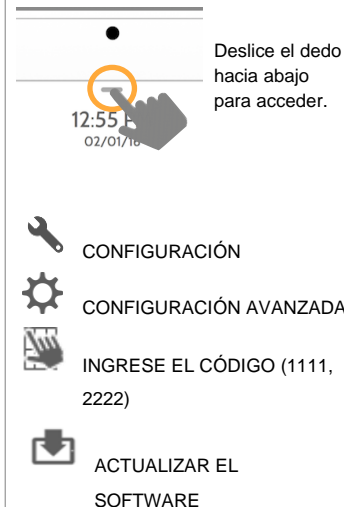 Deslice el dedo
hacia abajo
para acceder.
12:55 P
02/01/18
CONFIGURACIÓN
CONFIGURACIÓN AVANZADA
INGRESE EL CÓDIGO (1111,
2222)
ACTUALIZAR EL
SOFTWARE